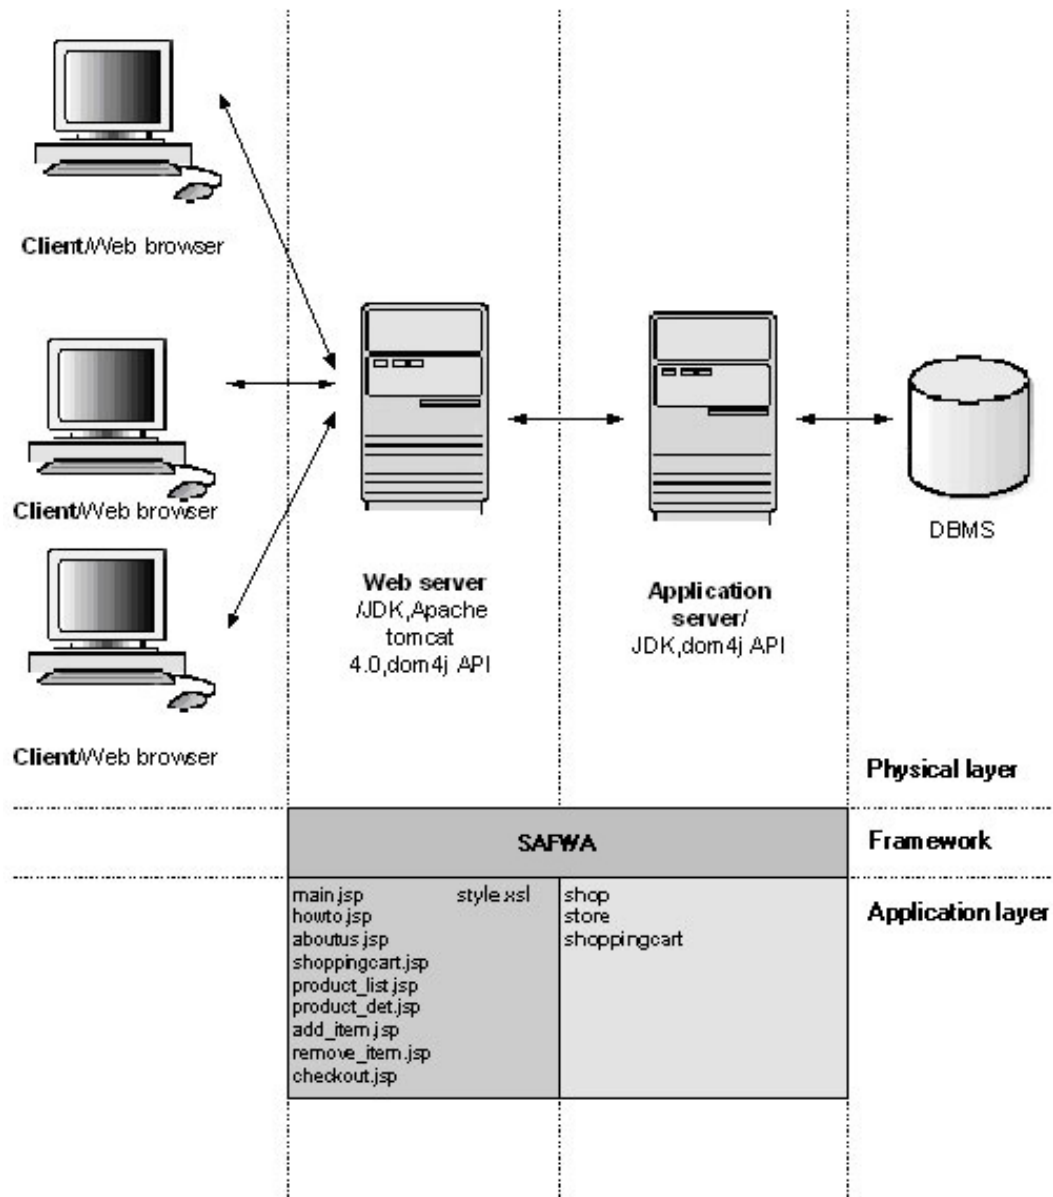 Client/Web browser
Client/Web browser
Client/Web browser
Web server
/JDK,Apache
tomcat
4.0,dom4j API
Application
server/
JDK,dom4j API
DBMS
Physical layer
SAFWA
Framework
main.jsp
howto.jsp
aboutus.jsp
shoppingcart.jsp
product_list.jsp
product_det.jsp
add_item.jsp
remove_item.jsp
checkout.jsp
style.xsl
shop
store
shoppingcart
Application layer